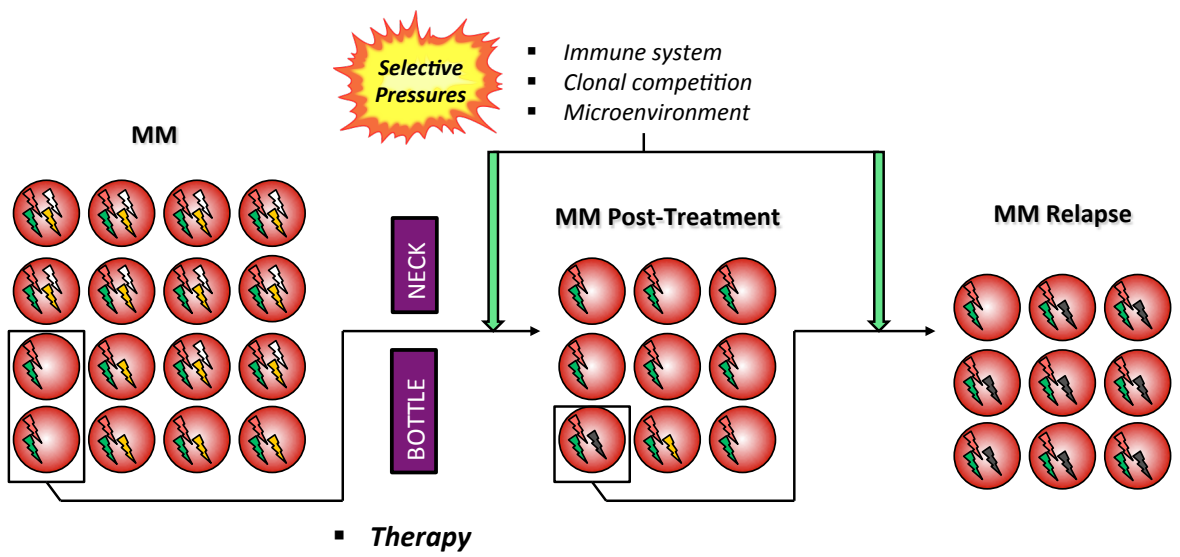 Selective
Pressures
▪ Immune system
▪ Clonal competition
▪ Microenvironment
MM
NECK
BOTTLE
MM Post-Treatment
MM Relapse
▪ Therapy